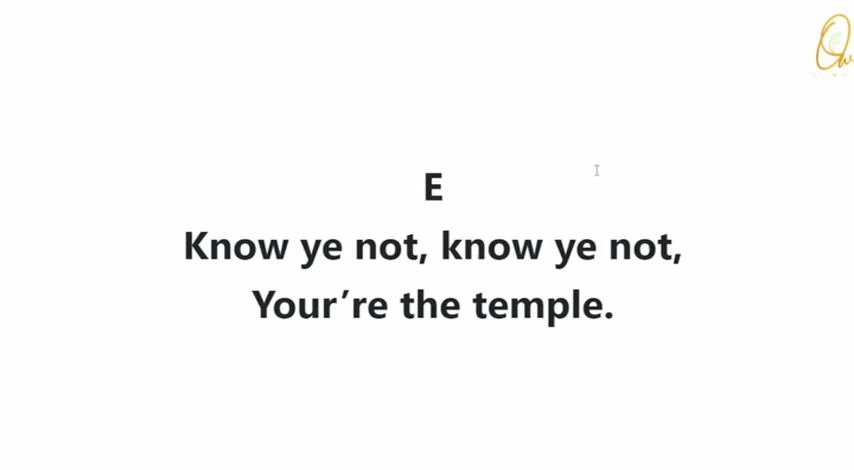 E
Know ye not, know ye not,
Your’re the temple.